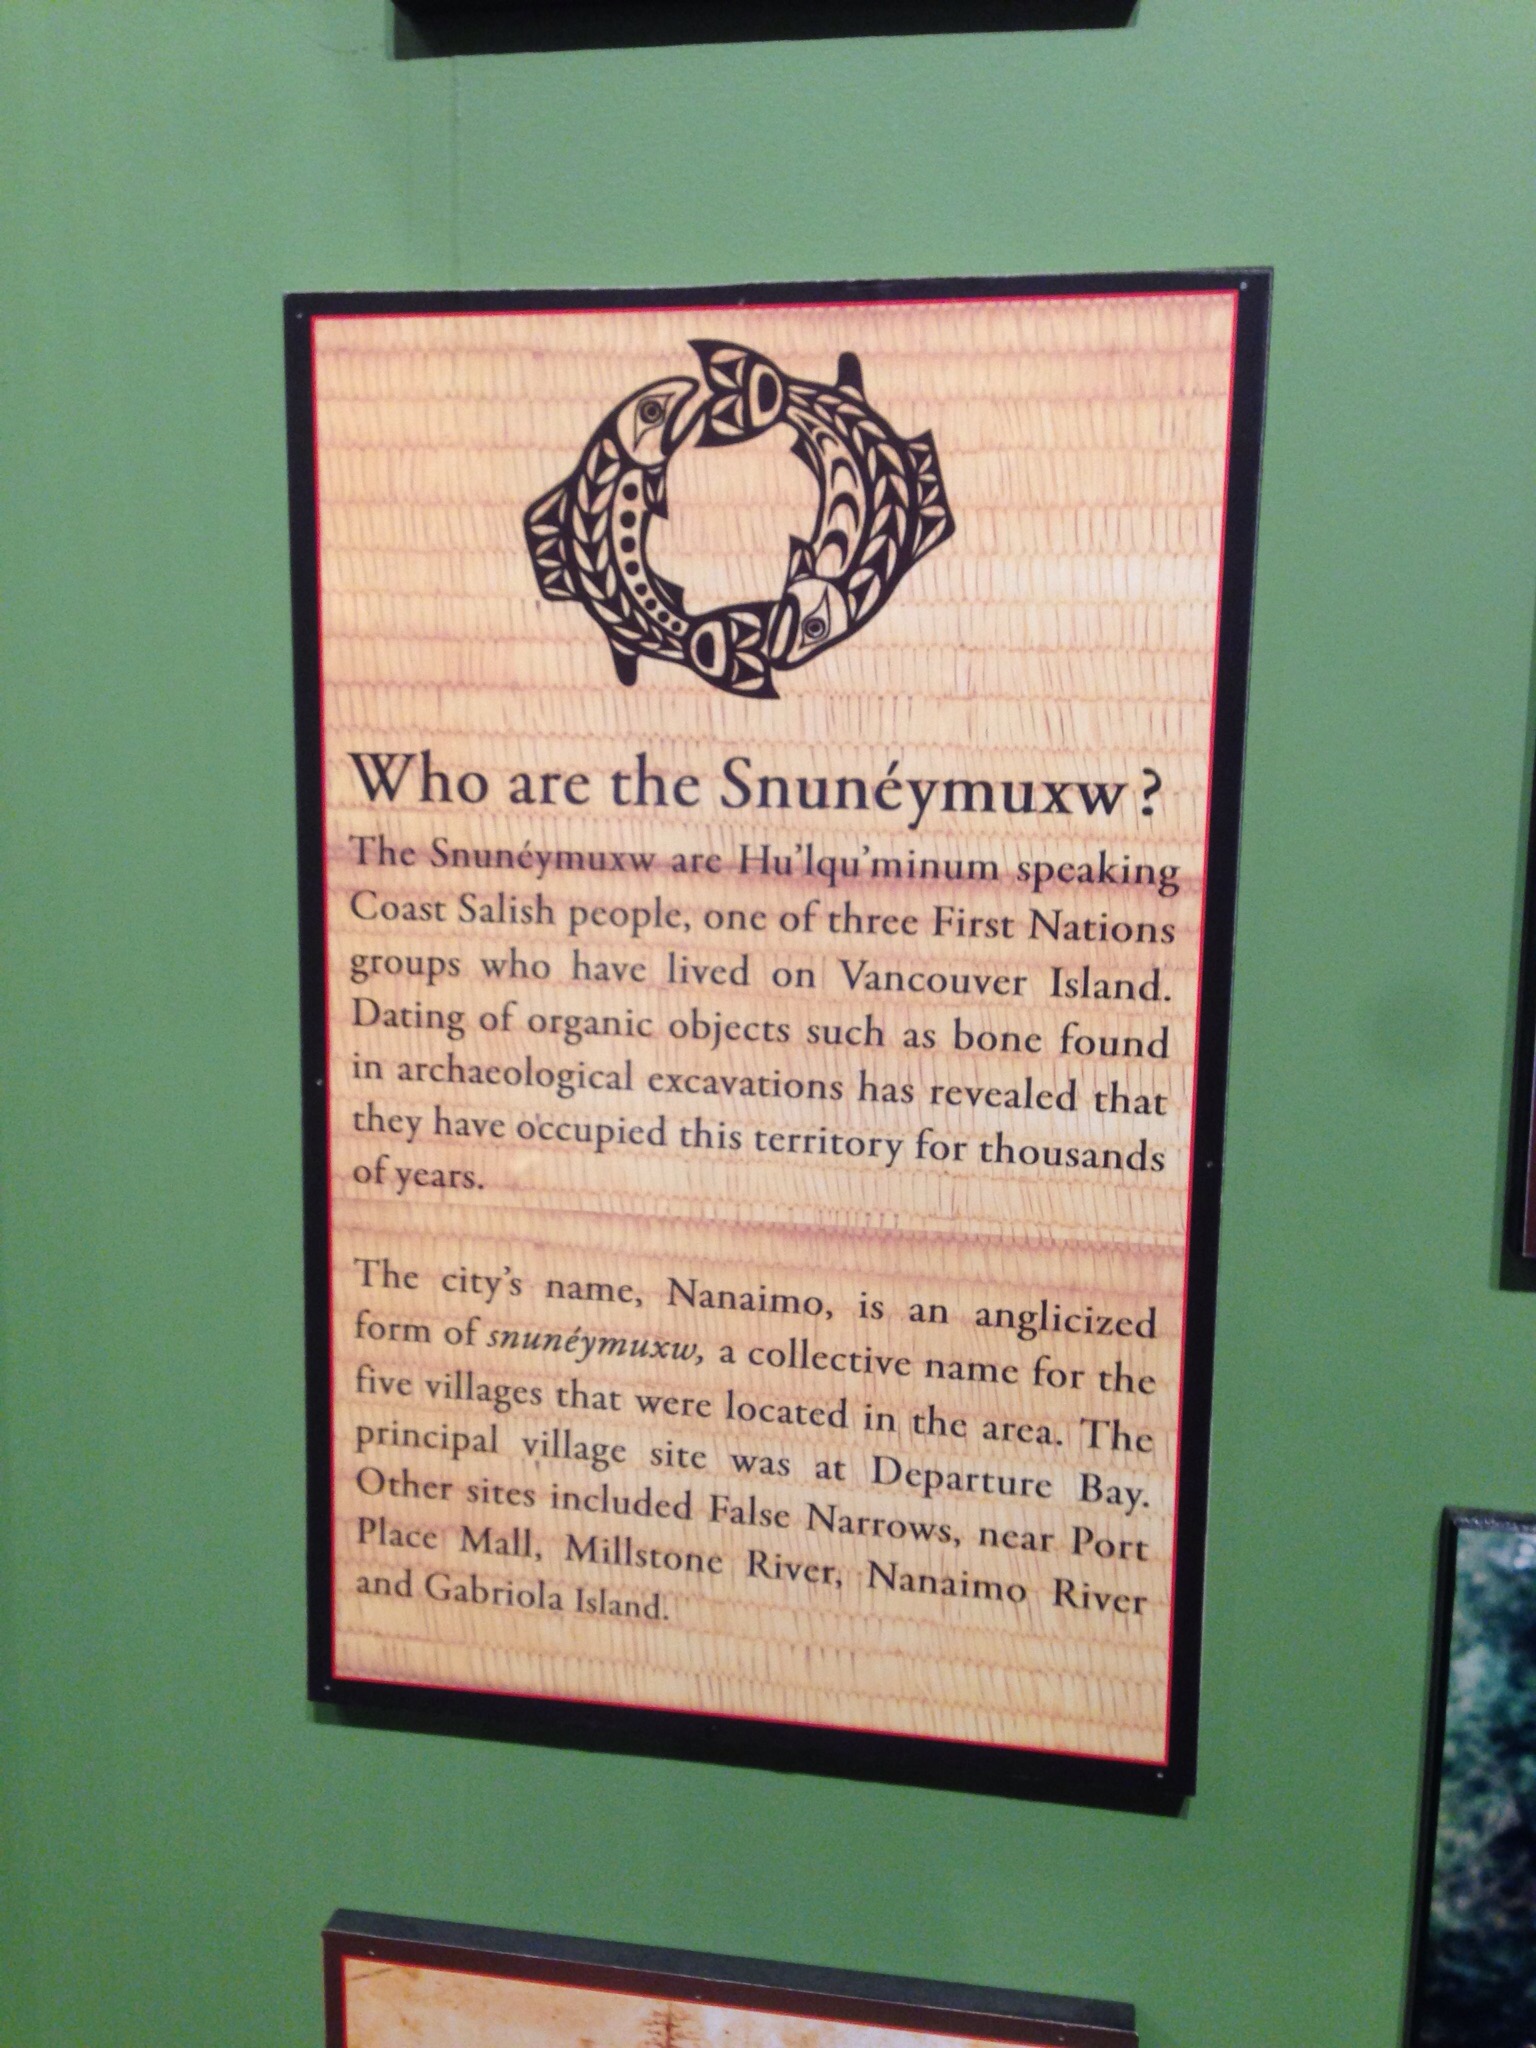 Who are the Snunéymuxw?
The Snunéymuxw are Hu'lqu'minum speaking
Coast Salish people, one of three First Nations
groups who have lived on Vancouver Island.
Dating of organic objects such as bone found
in archaeological excavations has revealed that
they have occupied this territory for thousands
of years.
The city's name, Nanaimo, is an anglicized
form of snunéymuxw, a collective name for the
five villages that were located in the area. The
principal village site was at Departure Bay.
Other sites included False Narrows, near Port
Place Mall, Millstone River, Nanaimo River
and Gabriola Island.